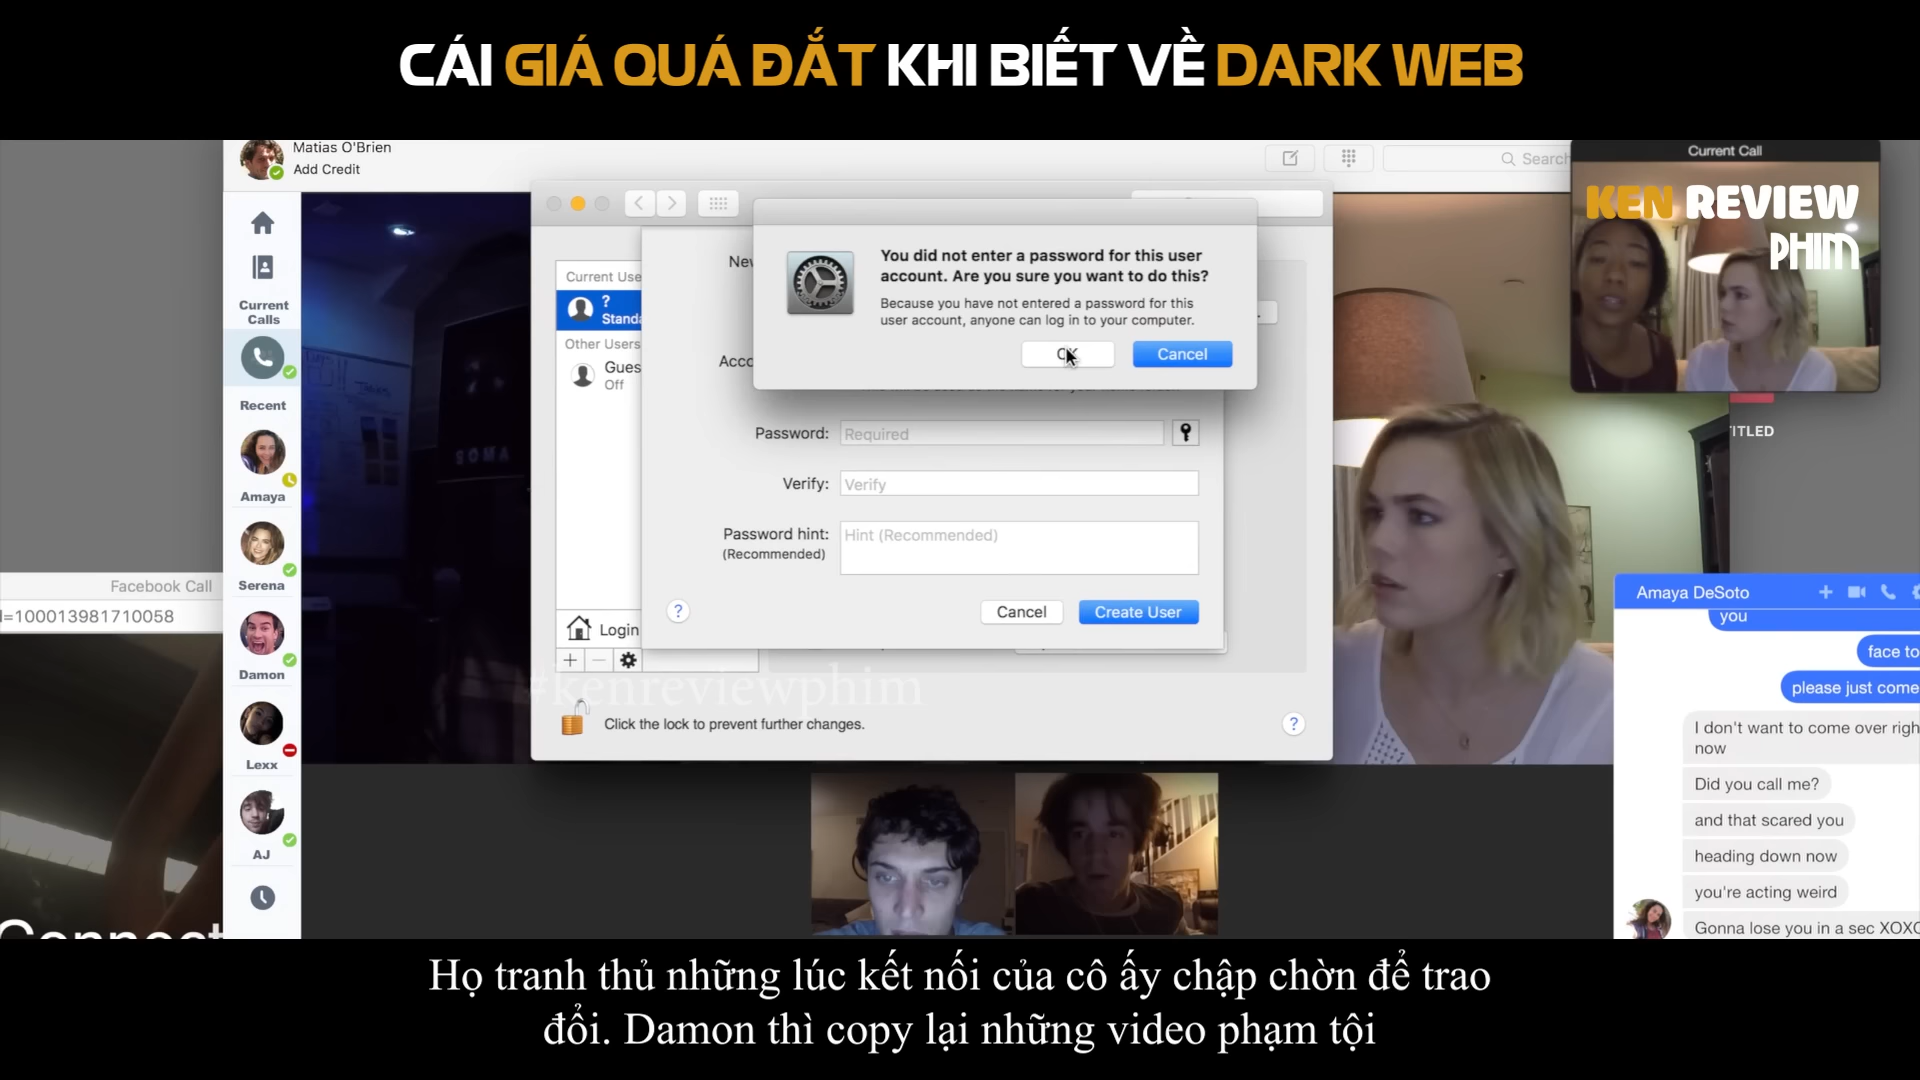 CÁI GIÁ QUÁ ĐẮT KHI BIẾT VỀ DARK WEB
Matias O'Brien
Add Credit
Search
Current Call
KEN REVIEW
PHIM
Current
Calls
Recent
Amaya
Serena
Damon
Lexx
AJ
Facebook Call
=100013981710058
Current Use
?
Standa
Other Users
Gues
Off
Login
New
Acco
You did not enter a password for this user
account. Are you sure you want to do this?
Because you have not entered a password for this
user account, anyone can log in to your computer.
OK
Cancel
Password:
Required
Verify:
Verify
Password hint:
(Recommended)
Hint (Recommended)
?
Cancel
Create User
#kenreviewphim
Click the lock to prevent further changes.
?
SOMA
ITLED
Amaya DeSoto
you
face to
please just come
I don't want to come over righ
now
Did you call me?
and that scared you
heading down now
you're acting weird
Gonna lose you in a sec XOXO
Connect
Họ tranh thủ những lúc kết nối của cô ấy chập chờn để trao
đổi. Damon thì copy lại những video phạm tội